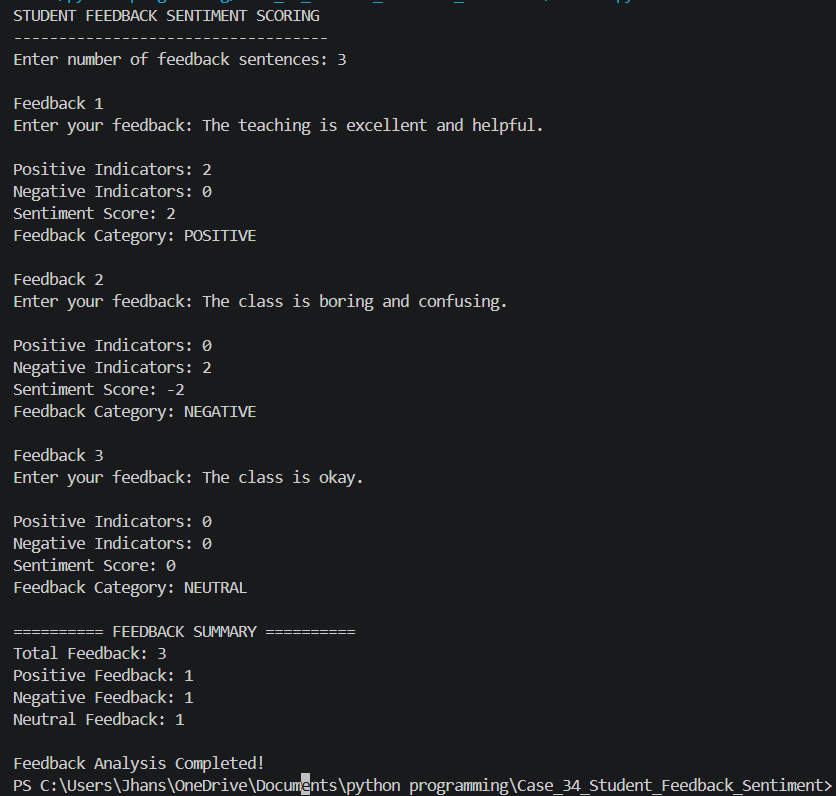 STUDENT FEEDBACK SENTIMENT SCORING
-----------------------------------
Enter number of feedback sentences: 3
Feedback 1
Enter your feedback: The teaching is excellent and helpful.
Positive Indicators: 2
Negative Indicators: 0
Sentiment Score: 2
Feedback Category: POSITIVE
Feedback 2
Enter your feedback: The class is boring and confusing.
Positive Indicators: 0
Negative Indicators: 2
Sentiment Score: -2
Feedback Category: NEGATIVE
Feedback 3
Enter your feedback: The class is okay.
Positive Indicators: 0
Negative Indicators: 0
Sentiment Score: 0
Feedback Category: NEUTRAL
========== FEEDBACK SUMMARY ==========
Total Feedback: 3
Positive Feedback: 1
Negative Feedback: 1
Neutral Feedback: 1
Feedback Analysis Completed!
PS C:\Users\Jhans\OneDrive\Documents\python programming\Case_34_Student_Feedback_Sentiment>